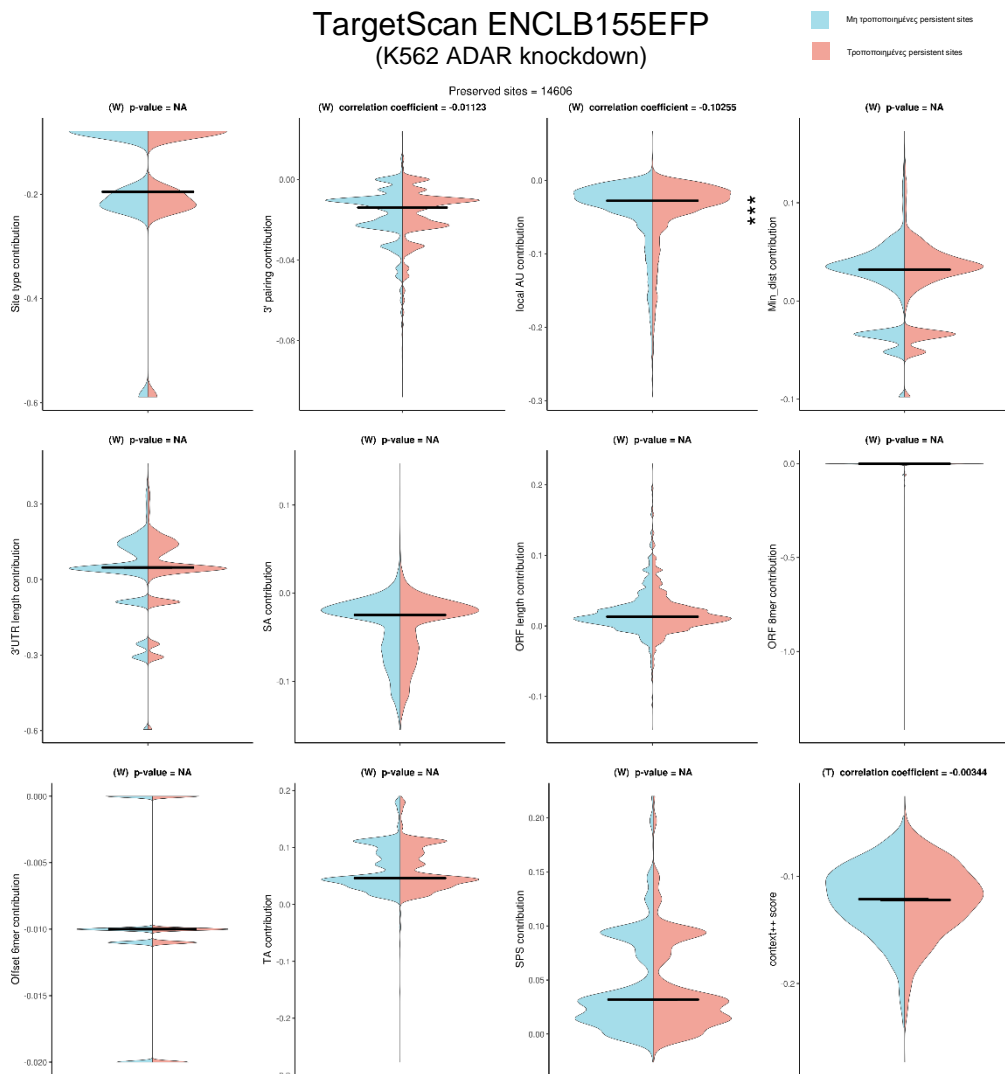 TargetScan ENCLB155EFP
(K562 ADAR knockdown)
Μη τροποποιημένες persistent sites
Τροποποιημένες persistent sites
Preserved sites = 14606
(W) p-value = NA
(W) correlation coefficient = -0.01123
(W) correlation coefficient = -0.10255
(W) p-value = NA
Site type contribution
-0.2
-0.4
-0.6
3' pairing contribution
0.00
-0.04
-0.08
local AU contribution
0.0
-0.1
-0.2
-0.3
***
Min_dist contribution
0.1
0.0
-0.1
(W) p-value = NA
(W) p-value = NA
(W) p-value = NA
(W) p-value = NA
3'UTR length contribution
0.3
0.0
-0.3
-0.6
SA contribution
0.1
0.0
-0.1
ORF length contribution
0.2
0.1
0.0
-0.1
ORF 8mer contribution
0.0
-0.5
-1.0
(W) p-value = NA
(W) p-value = NA
(W) p-value = NA
(T) correlation coefficient = -0.00344
Offset 6mer contribution
0.000
-0.005
-0.010
-0.015
-0.020
TA contribution
0.2
0.1
0.0
-0.1
-0.2
SPS contribution
0.20
0.15
0.10
0.05
0.00
context++ score
-0.1
-0.2